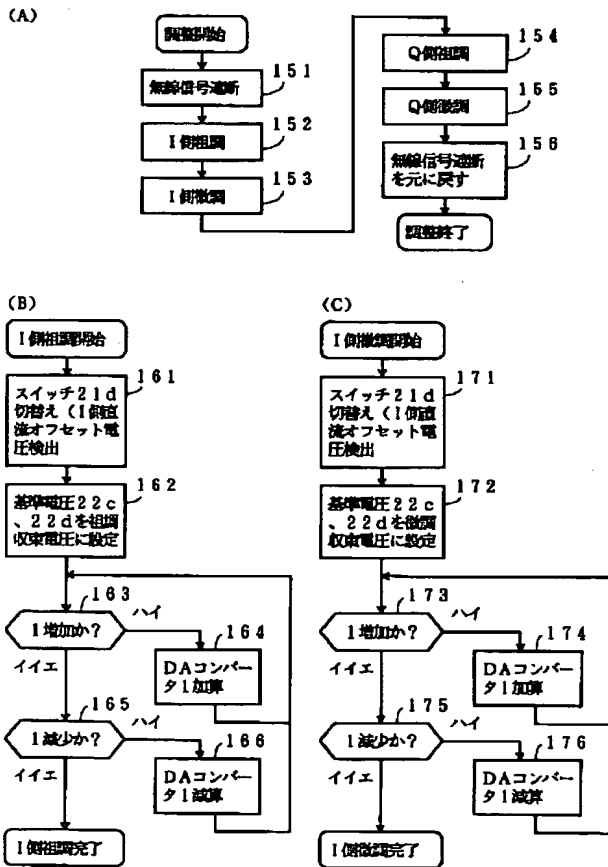 (A)
調整開始
151
無線信号遮断
152
I側祖調
153
I側微調
154
Q側祖調
155
Q側微調
156
無線信号遮断
を元に戻す
調整終了
(B)
I側祖調開始
161
スイッチ21d
切替え（I側直
流オフセット電
圧検出
162
基準電圧22c
、22dを祖調
収束電圧に設定
163
1増加か?
ハイ
164
DAコンバー
タ1加算
イイエ
165
1減少か?
ハイ
166
DAコンバー
タ1減算
イイエ
I側祖調完了
(C)
I側微調開始
171
スイッチ21d
切替え（I側直
流オフセット電
圧検出
172
基準電圧22c
、22dを微調
収束電圧に設定
173
1増加か?
ハイ
174
DAコンバー
タ1加算
イイエ
175
1減少か?
ハイ
176
DAコンバー
タ1減算
イイエ
I側微調完了